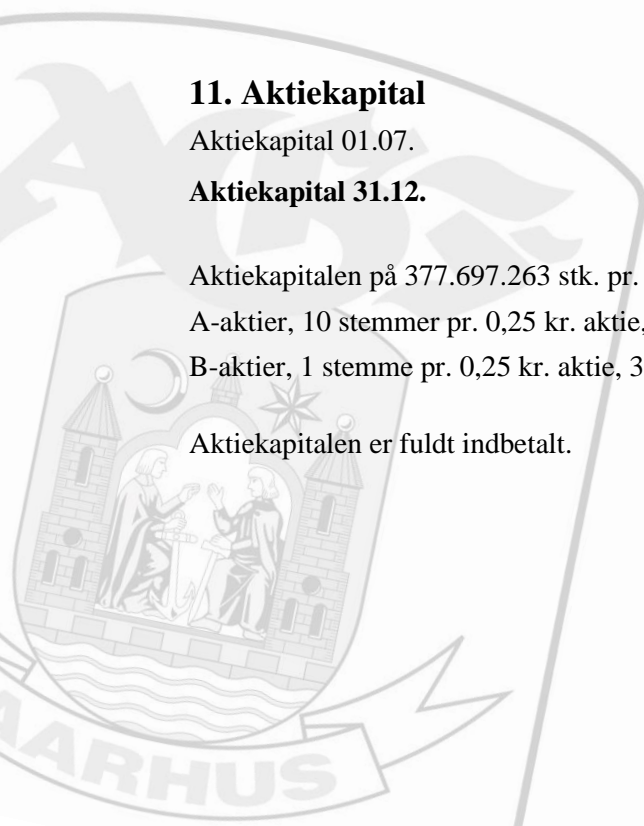 AGF
11. Aktiekapital
Aktiekapital 01.07.
Aktiekapital 31.12.
Aktiekapitalen på 377.697.263 stk. pr.
A-aktier, 10 stemmer pr. 0,25 kr. aktie,
B-aktier, 1 stemme pr. 0,25 kr. aktie, 3
Aktiekapitalen er fuldt indbetalt.
AARHUS